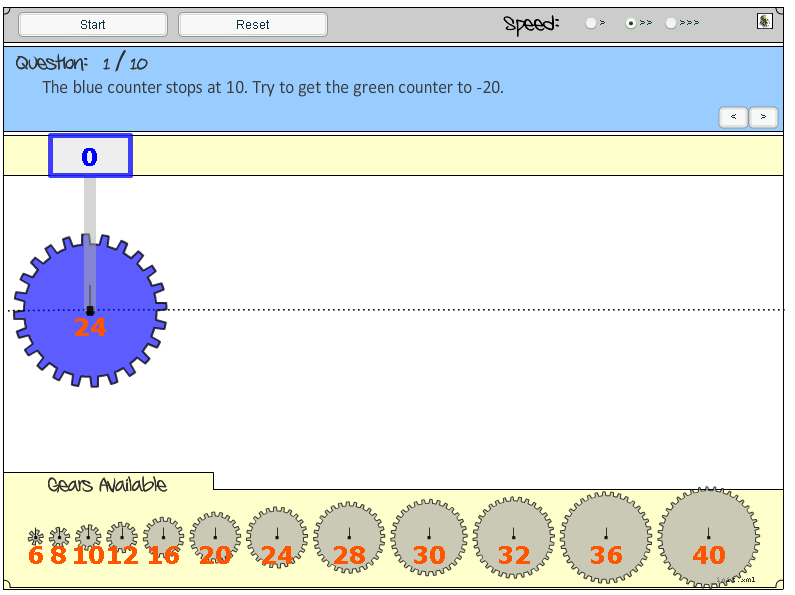 Start Reset Speed: > >> >>>
Question: 1 / 10
The blue counter stops at 10. Try to get the green counter to -20.
< >
0
24
Gears Available
6 8 10 12 16 20 24 28 30 32 36 40